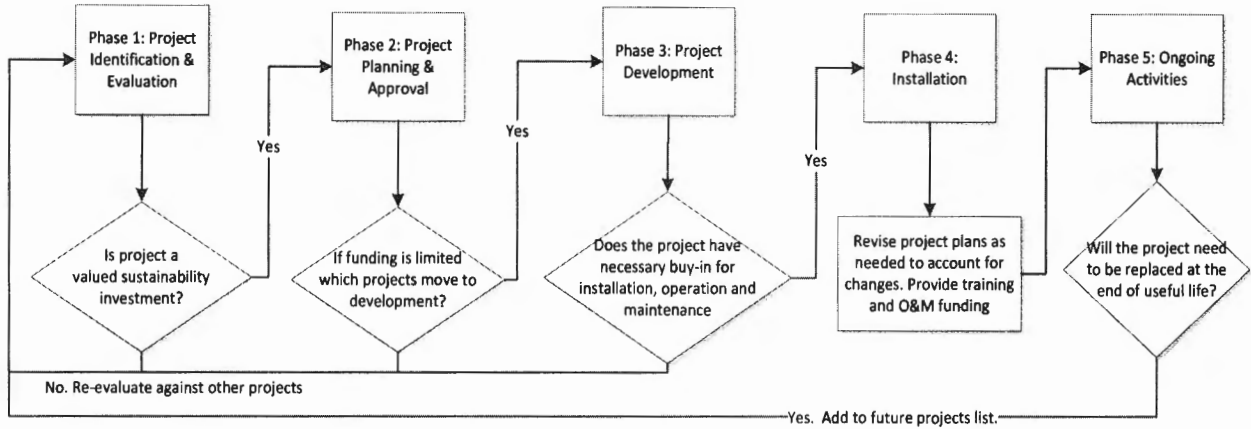 Phase 1: Project
Identification &
Evaluation
Is project a
valued sustainability
investment?
Yes
Phase 2: Project
Planning &
Approval
If funding is limited
which projects move to
development?
Yes
Phase 3: Project
Development
Does the project have
necessary buy-in for
installation, operation and
maintenance
Yes
Phase 4:
Installation
Revise project plans as
needed to account for
changes. Provide training
and O&M funding
Phase 5: Ongoing
Activities
Will the project need
to be replaced at the
end of useful life?
No. Re-evaluate against other projects
Yes. Add to future projects list.